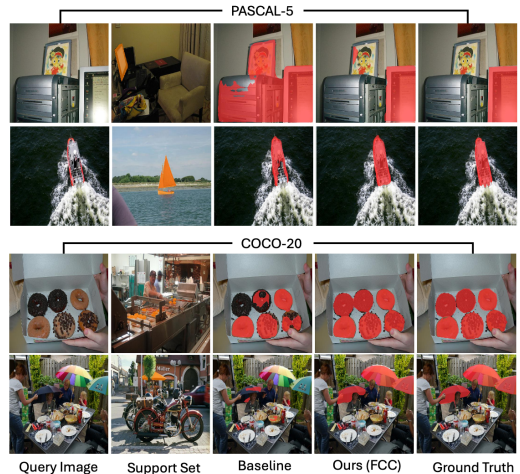 PASCAL-5
COCO-20
Query Image Support Set Baseline Ours (FCC) Ground Truth